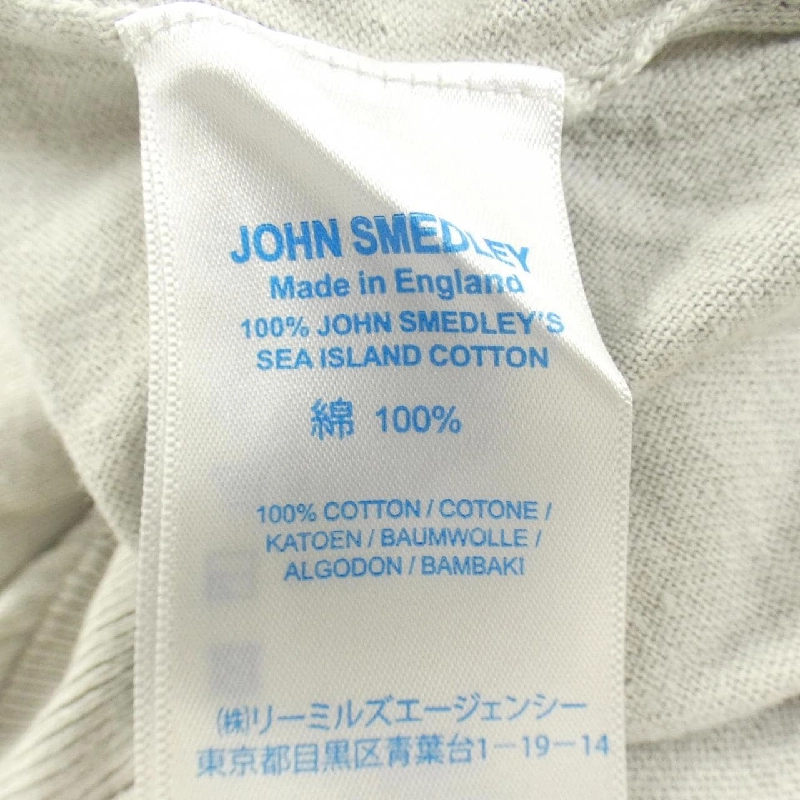 JOHN SMEDLEY
Made in England
100% JOHN SMEDLEY'S
SEA ISLAND COTTON
綿 100%
100% COTTON / COTONE /
KATOEN / BAUMWOLLE /
ALGODON / BAMBAKI
㈱リーミルズエージェンシー
東京都目黒区青葉台1－19－14